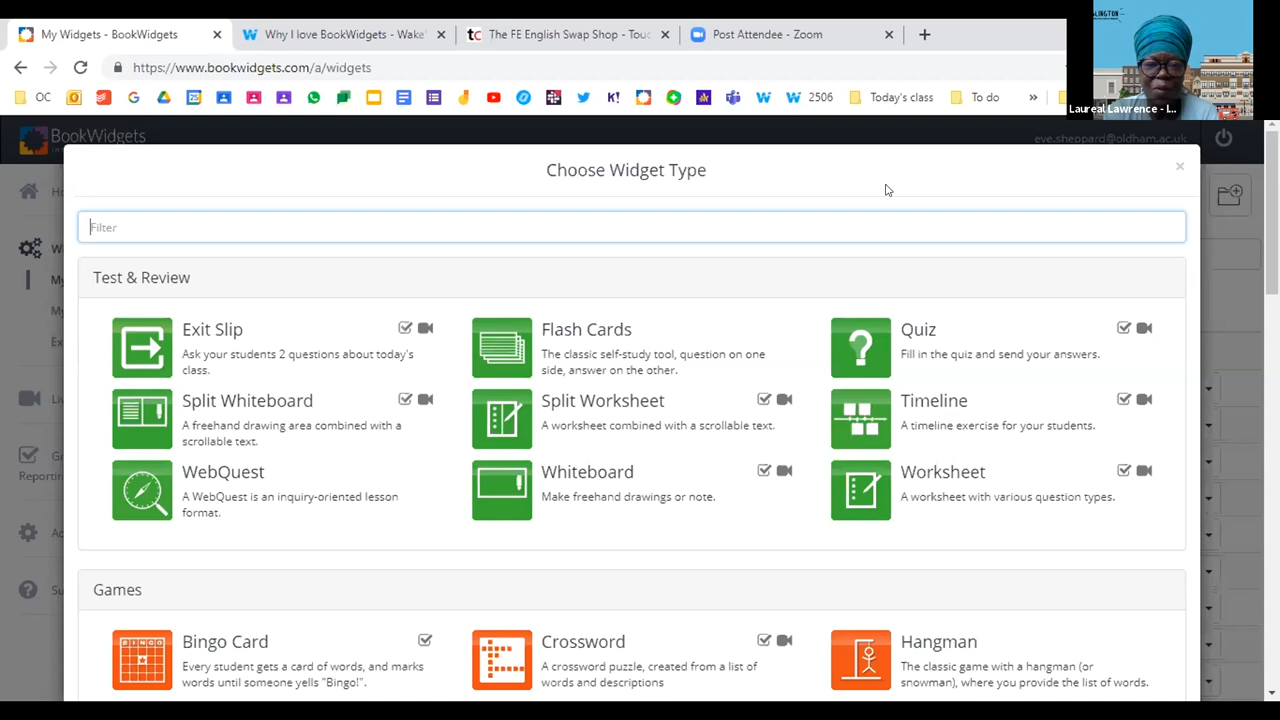 My Widgets - BookWidgets
Why I love BookWidgets - Wake
The FE English Swap Shop - Touc
Post Attendee - Zoom
https://www.bookwidgets.com/a/widgets
OC
2506
Today's class
To do
LINGTON
Laureal Lawrence - I...
BookWidgets
eve.sheppard@oldham.ac.uk
Choose Widget Type
Filter
Test & Review
Exit Slip
Ask your students 2 questions about today's
class.
Flash Cards
The classic self-study tool, question on one
side, answer on the other.
Quiz
Fill in the quiz and send your answers.
Split Whiteboard
A freehand drawing area combined with a
scrollable text.
Split Worksheet
A worksheet combined with a scrollable text.
Timeline
A timeline exercise for your students.
WebQuest
A WebQuest is an inquiry-oriented lesson
format.
Whiteboard
Make freehand drawings or note.
Worksheet
A worksheet with various question types.
Reporting
Games
Bingo Card
Every student gets a card of words, and marks
words until someone yells "Bingo!".
Crossword
A crossword puzzle, created from a list of
words and descriptions
Hangman
The classic game with a hangman (or
snowman), where you provide the list of words.